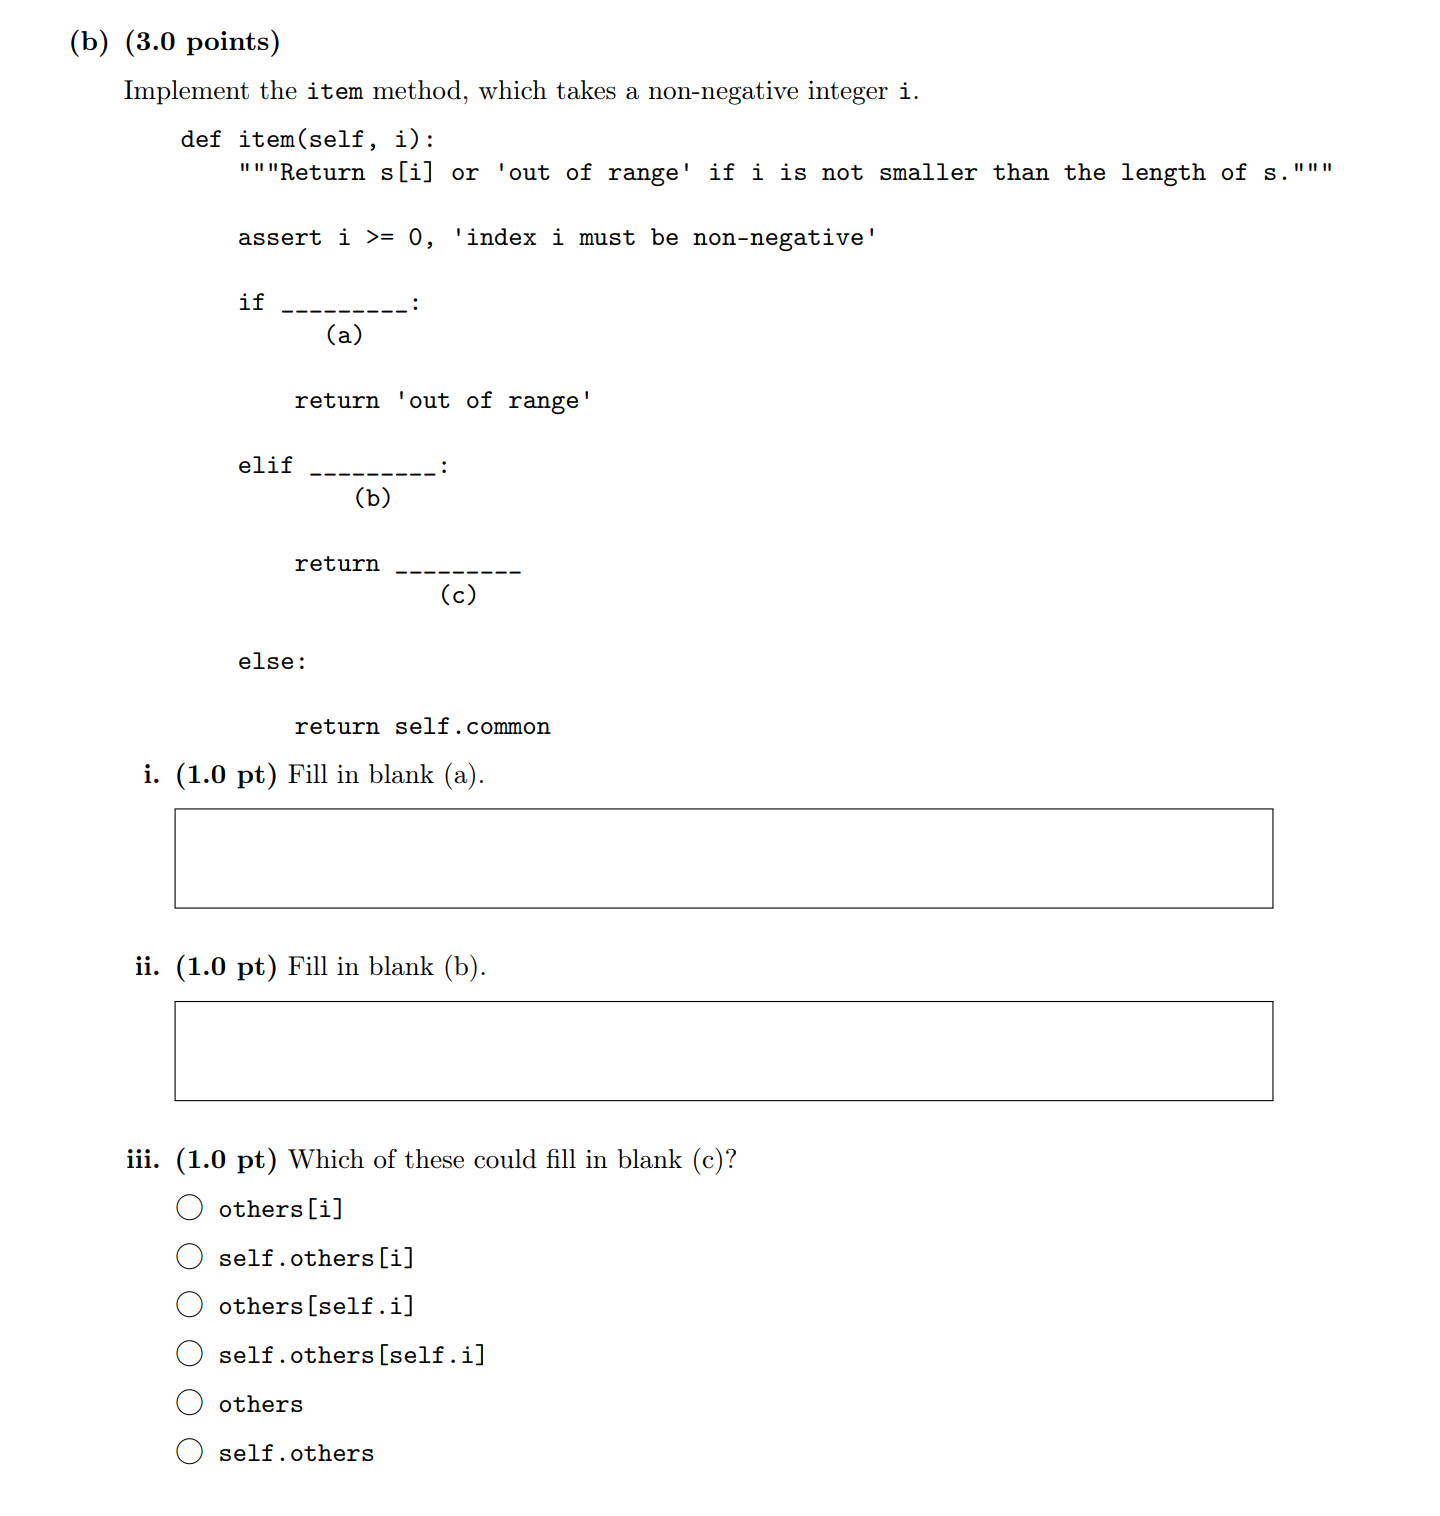 (b) (3.0 points)
Implement the item method, which takes a non-negative integer i.
def item(self, i):
"""Return s[i] or 'out of range' if i is not smaller than the length of s."""
assert i >= 0, 'index i must be non-negative'
if _________:
(a)
return 'out of range'
elif _________:
(b)
return _________
(c)
else:
return self.common
i. (1.0 pt) Fill in blank (a).
ii. (1.0 pt) Fill in blank (b).
iii. (1.0 pt) Which of these could fill in blank (c)?
others[i]
self.others[i]
others[self.i]
self.others[self.i]
others
self.others